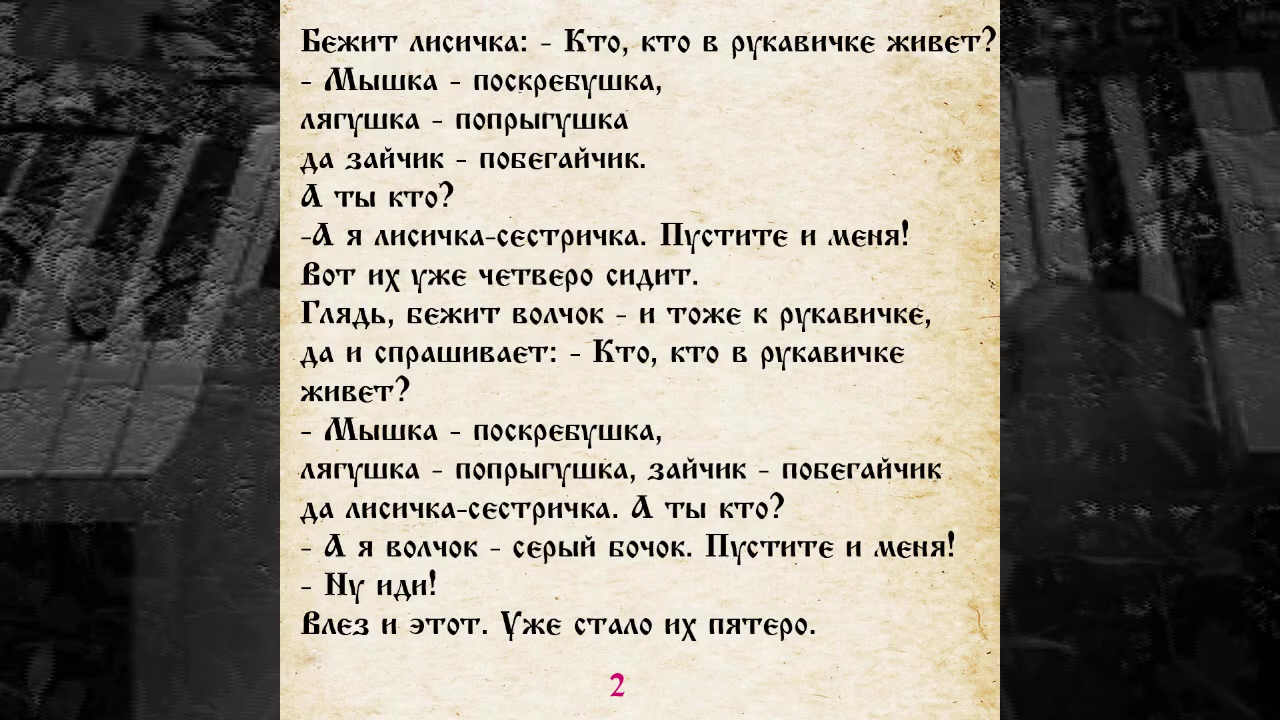 Бежит лисичка: - Кто, кто в рукавичке живет?
- Мышка - поскребушка,
лягушка - попрыгушка
да зайчик - побегайчик.
А ты кто?
-А я лисичка-сестричка. Пустите и меня!
Вот их уже четверо сидит.
Глядь, бежит волчок - и тоже к рукавичке,
да и спрашивает: - Кто, кто в рукавичке
живет?
- Мышка - поскребушка,
лягушка - попрыгушка, зайчик - побегайчик
да лисичка-сестричка. А ты кто?
- А я волчок - серый бочок. Пустите и меня!
- Ну иди!
Влез и этот. Уже стало их пятеро.
2